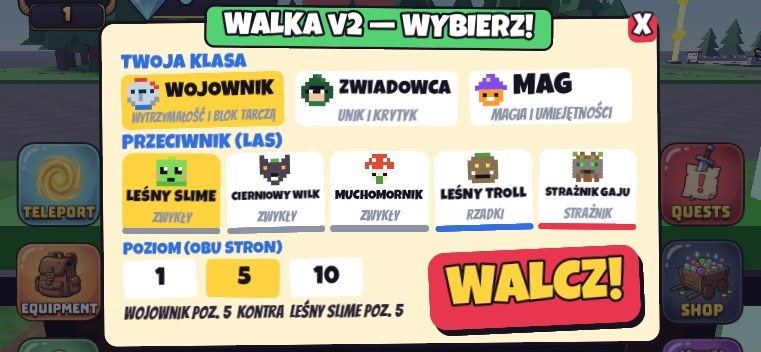 1
WALKA V2 — WYBIERZ!
X
TWOJA KLASA
WOJOWNIK
WYTRZYMAŁOŚĆ I BLOK TARCZĄ
ZWIADOWCA
UNIK I KRYTYK
MAG
MAGIA I UMIEJĘTNOŚCI
PRZECIWNIK (LAS)
LEŚNY SLIME
ZWYKŁY
CIERNIOWY WILK
ZWYKŁY
MUCHOMORNIK
ZWYKŁY
LEŚNY TROLL
RZADKI
STRAŻNIK GAJU
STRAŻNIK
TELEPORT
QUESTS
POZIOM (OBU STRON)
1
5
10
WALCZ!
WOJOWNIK POZ. 5 KONTRA LEŚNY SLIME POZ. 5
EQUIPMENT
SHOP